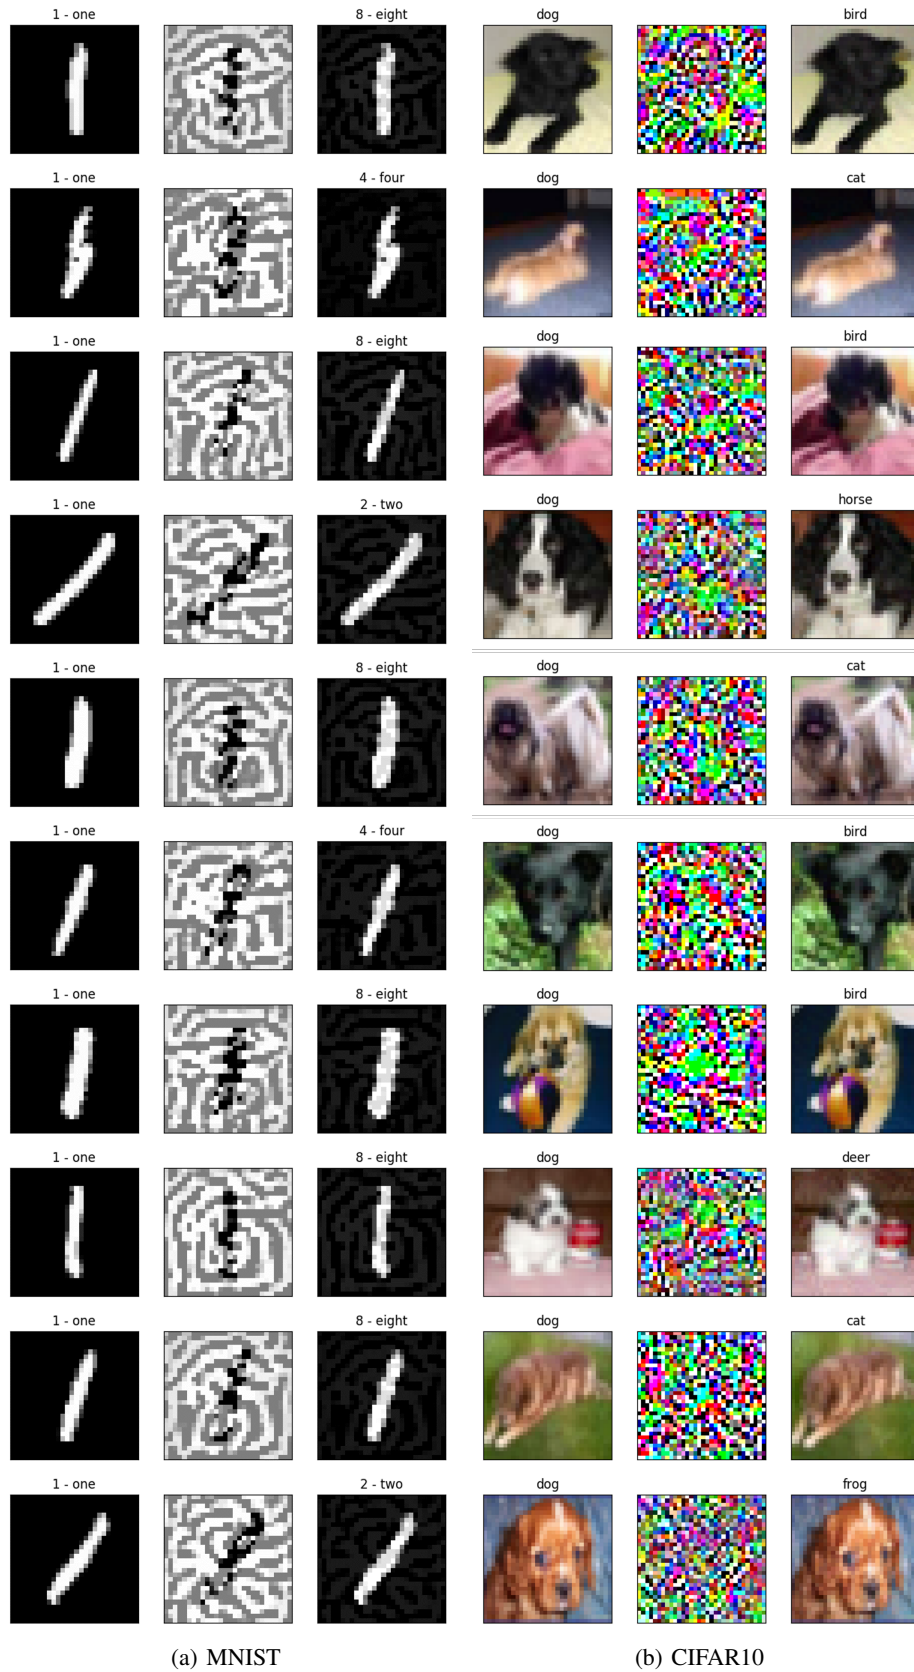 1 - one 8 - eight dog bird
1 - one 4 - four dog cat
1 - one 8 - eight dog bird
1 - one 2 - two dog horse
1 - one 8 - eight dog cat
1 - one 4 - four dog bird
1 - one 8 - eight dog bird
1 - one 8 - eight dog deer
1 - one 8 - eight dog cat
1 - one 2 - two dog frog
(a) MNIST (b) CIFAR10